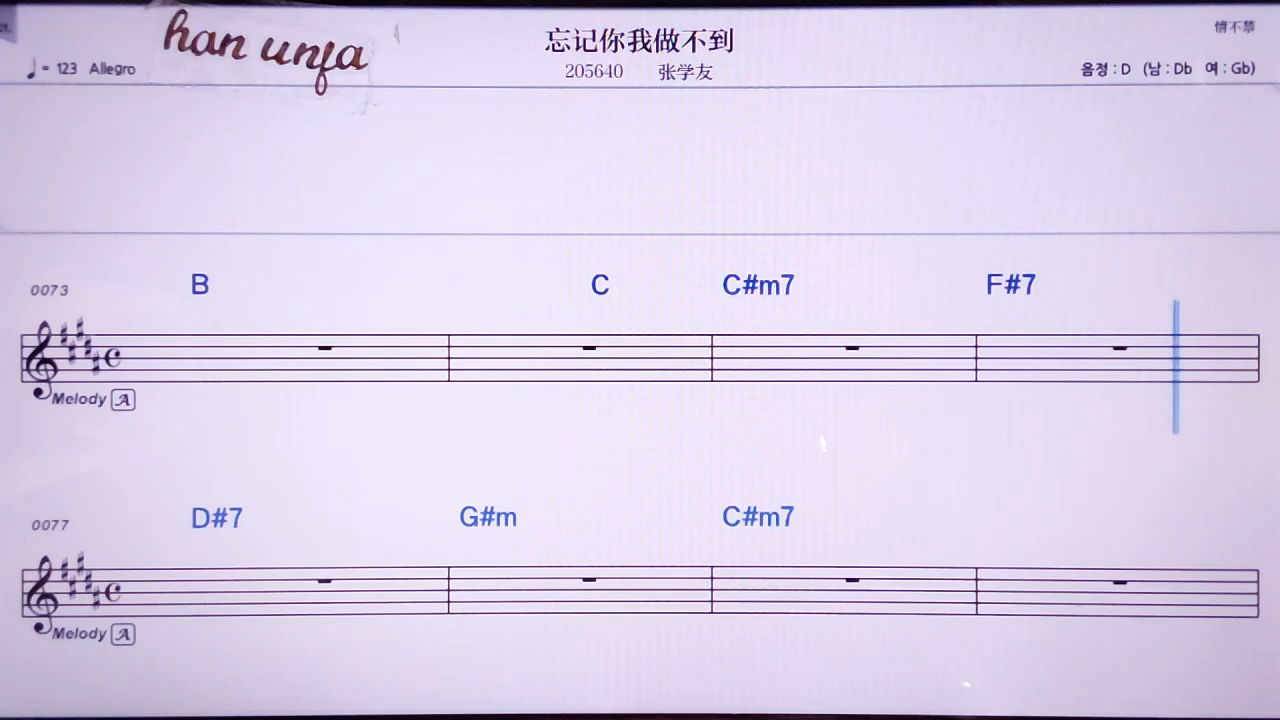 han unfa
忘记你我做不到
情不禁
♩= 123 Allegro
205640 张学友
음정 : D (남 : Db 여 : Gb)
0073 B C C#m7 F#7
Melody A
0077 D#7 G#m C#m7
Melody A